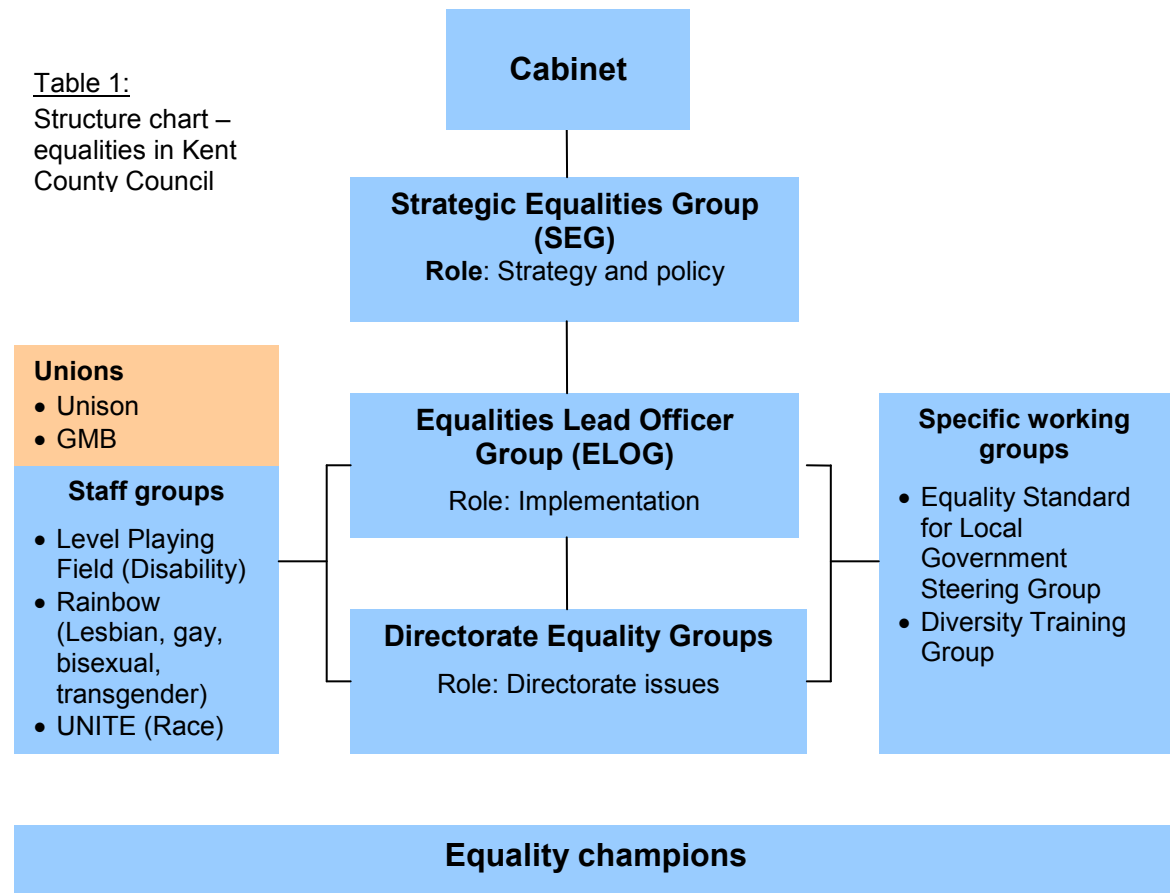 Cabinet
Table 1:
Structure chart –
equalities in Kent
County Council
Strategic Equalities Group
(SEG)
Role: Strategy and policy
Unions
• Unison
• GMB
Staff groups
• Level Playing
Field (Disability)
• Rainbow
(Lesbian, gay,
bisexual,
transgender)
• UNITE (Race)
Equalities Lead Officer
Group (ELOG)
Role: Implementation
Directorate Equality Groups
Role: Directorate issues
Specific working
groups
• Equality Standard
for Local
Government
Steering Group
• Diversity Training
Group
Equality champions